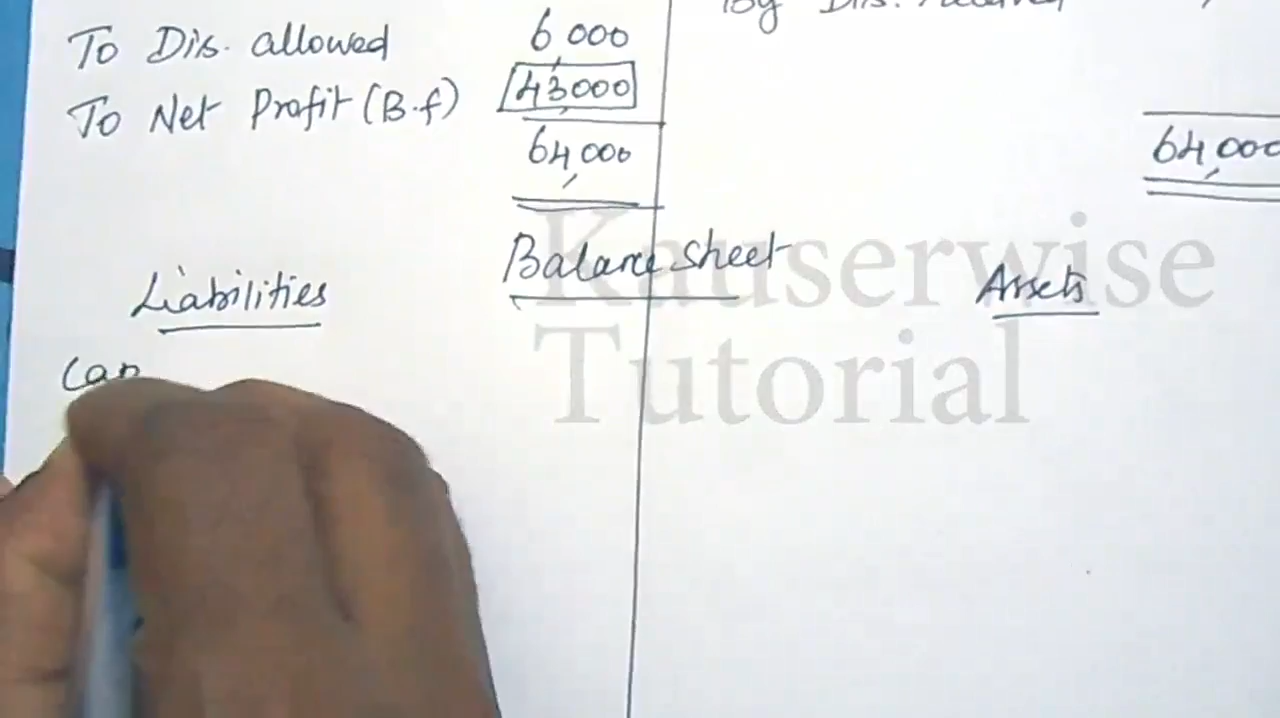 To Dis. allowed 6,000
To Net Profit (B.f) 43,000
64,000 64,000
Balance Sheet
Liabilities Assets
Kauserwise
Tutorial